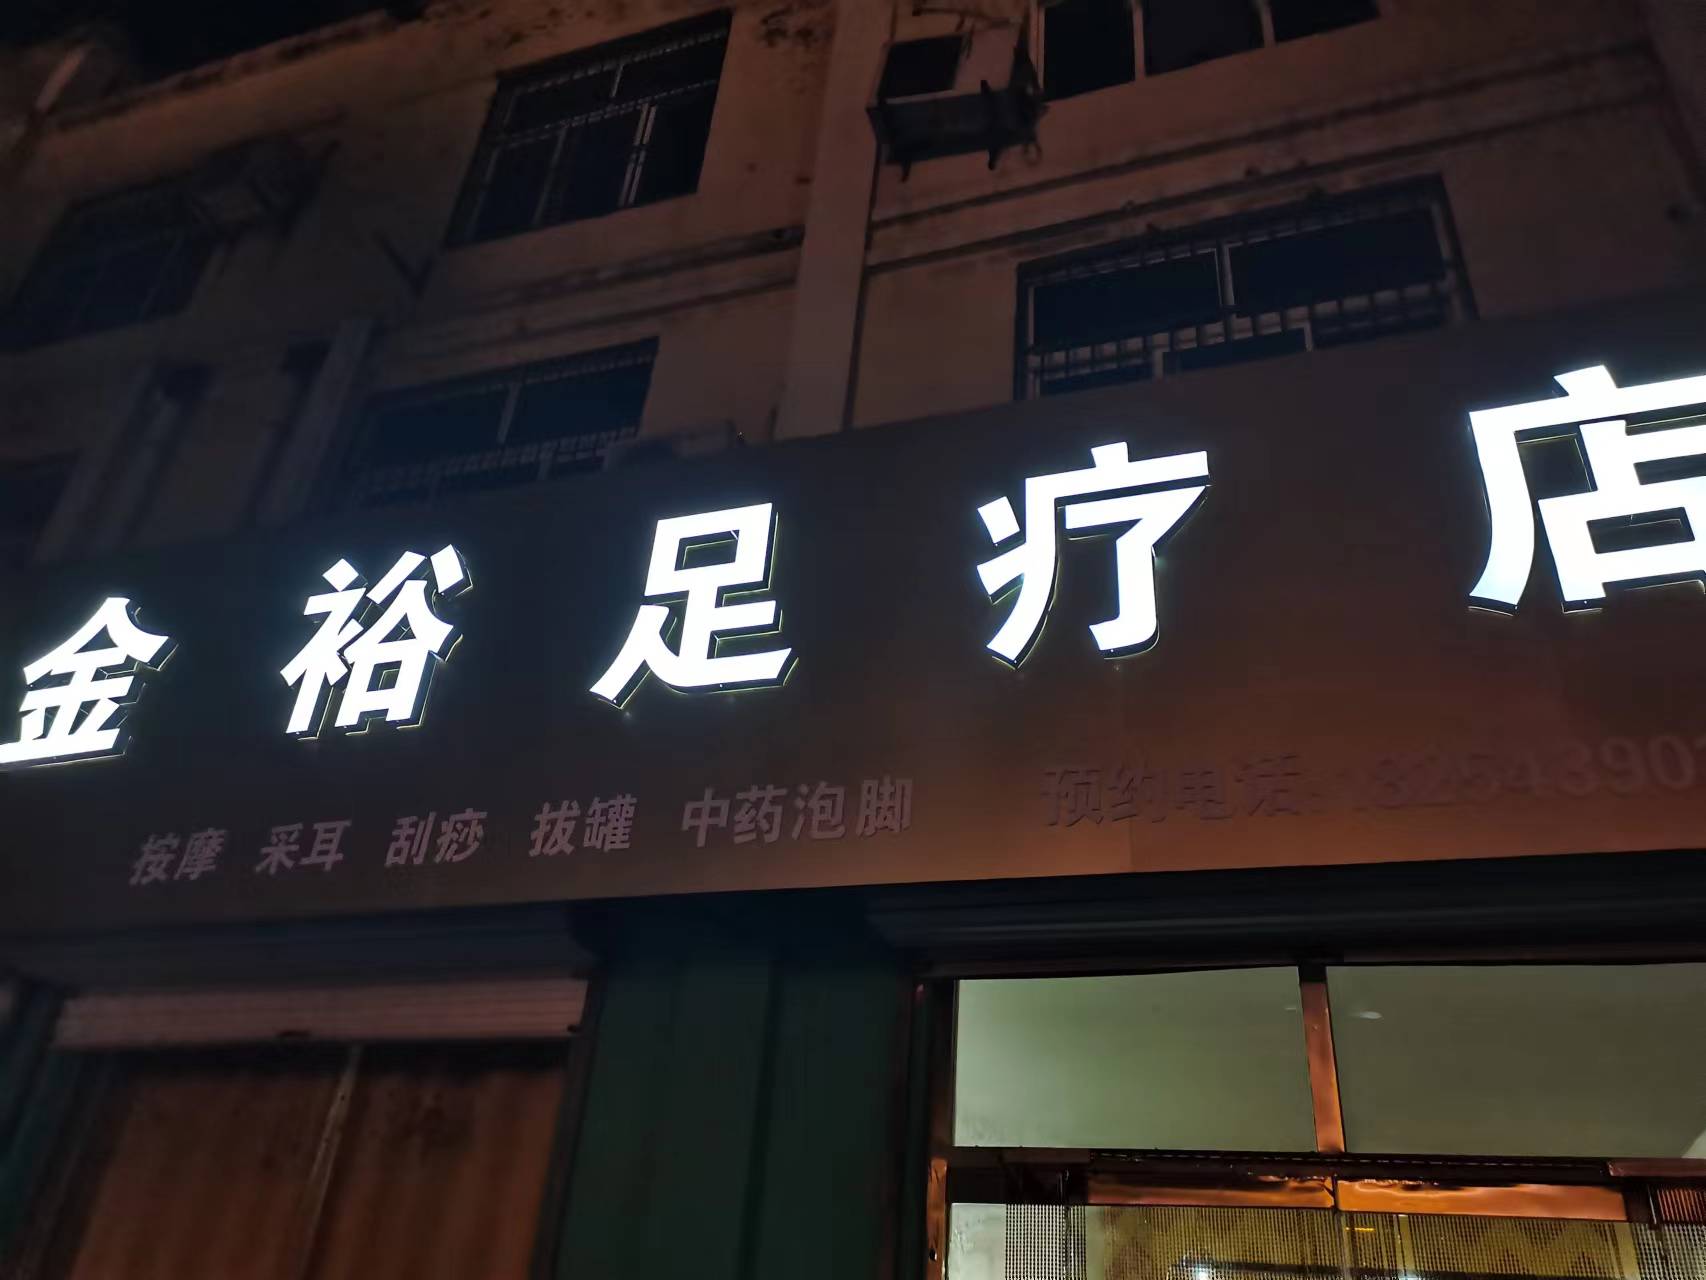 金裕足疗店
按摩 采耳 刮痧 拔罐 中药泡脚 预约电话:18254390